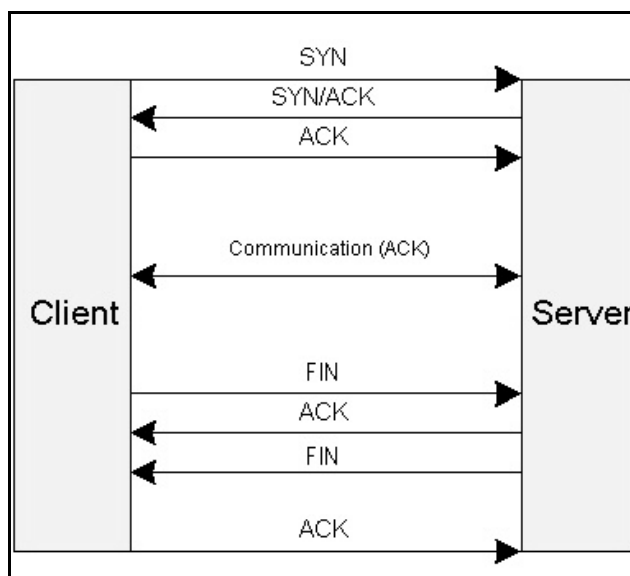 SYN
SYN/ACK
ACK
Communication (ACK)
Client
Server
FIN
ACK
FIN
ACK